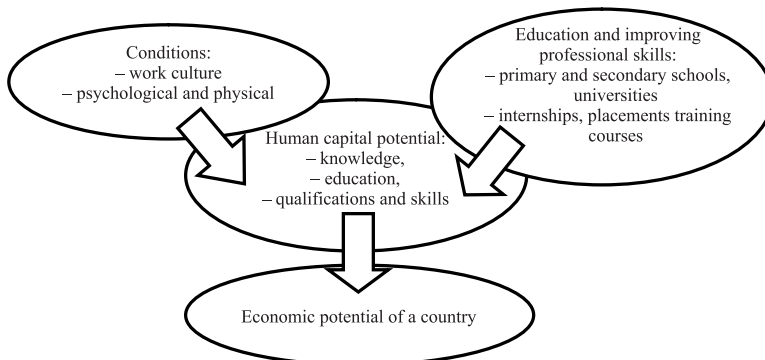 Conditions:
– work culture
– psychological and physical
Education and improving
professional skills:
– primary and secondary schools,
universities
– internships, placements training
courses
Human capital potential:
– knowledge,
– education,
– qualifications and skills
Economic potential of a country